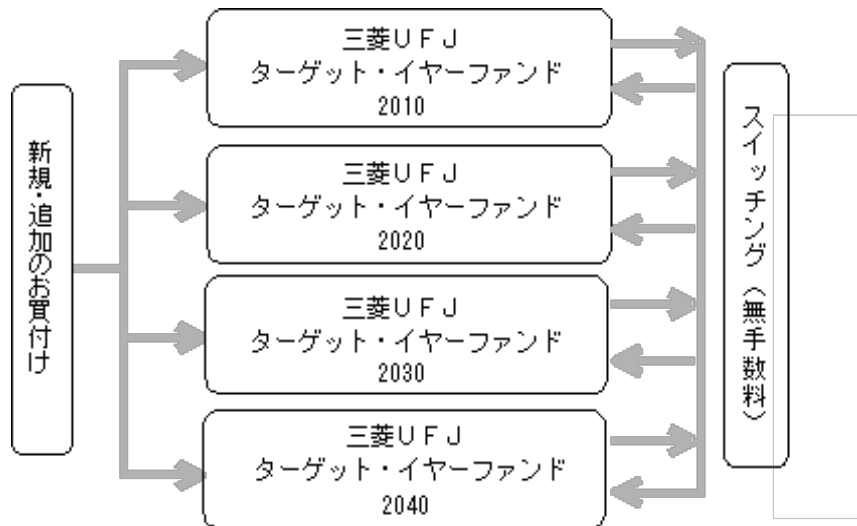 新規・追加のお買付け
三菱ＵＦＪ
ターゲット・イヤーファンド
2010
三菱ＵＦＪ
ターゲット・イヤーファンド
2020
三菱ＵＦＪ
ターゲット・イヤーファンド
2030
三菱ＵＦＪ
ターゲット・イヤーファンド
2040
スイッチング（無手数料）